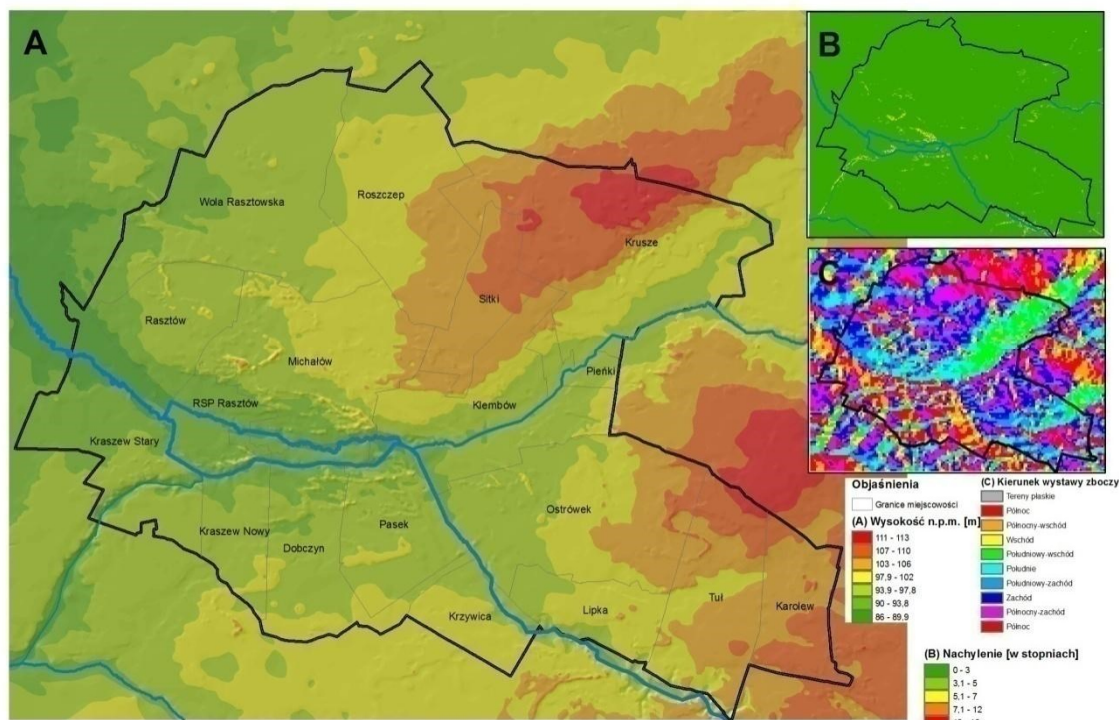 A
B
Wola Rasztowska
Roszczep
Krusze
Sitki
Rasztów
Michałów
Pieńki
RSP Rasztów
Klembów
Kraszew Stary
Ostrówek
Kraszew Nowy
Pasek
Dobczyn
Krzywica
Lipka
Tuł
Karolew
C
Objaśnienia
Granice miejscowości
(A) Wysokość n.p.m. [m]
111 - 113
107 - 110
103 - 106
97,9 - 102
93,9 - 97,8
90 - 93,8
86 - 89,9
(C) Kierunek wystawy zboczy
Tereny płaskie
Północ
Północny-wschód
Wschód
Południowy-wschód
Południe
Południowy-zachód
Zachód
Północny-zachód
Północ
(B) Nachylenie [w stopniach]
0 - 3
3,1 - 5
5,1 - 7
7,1 - 12